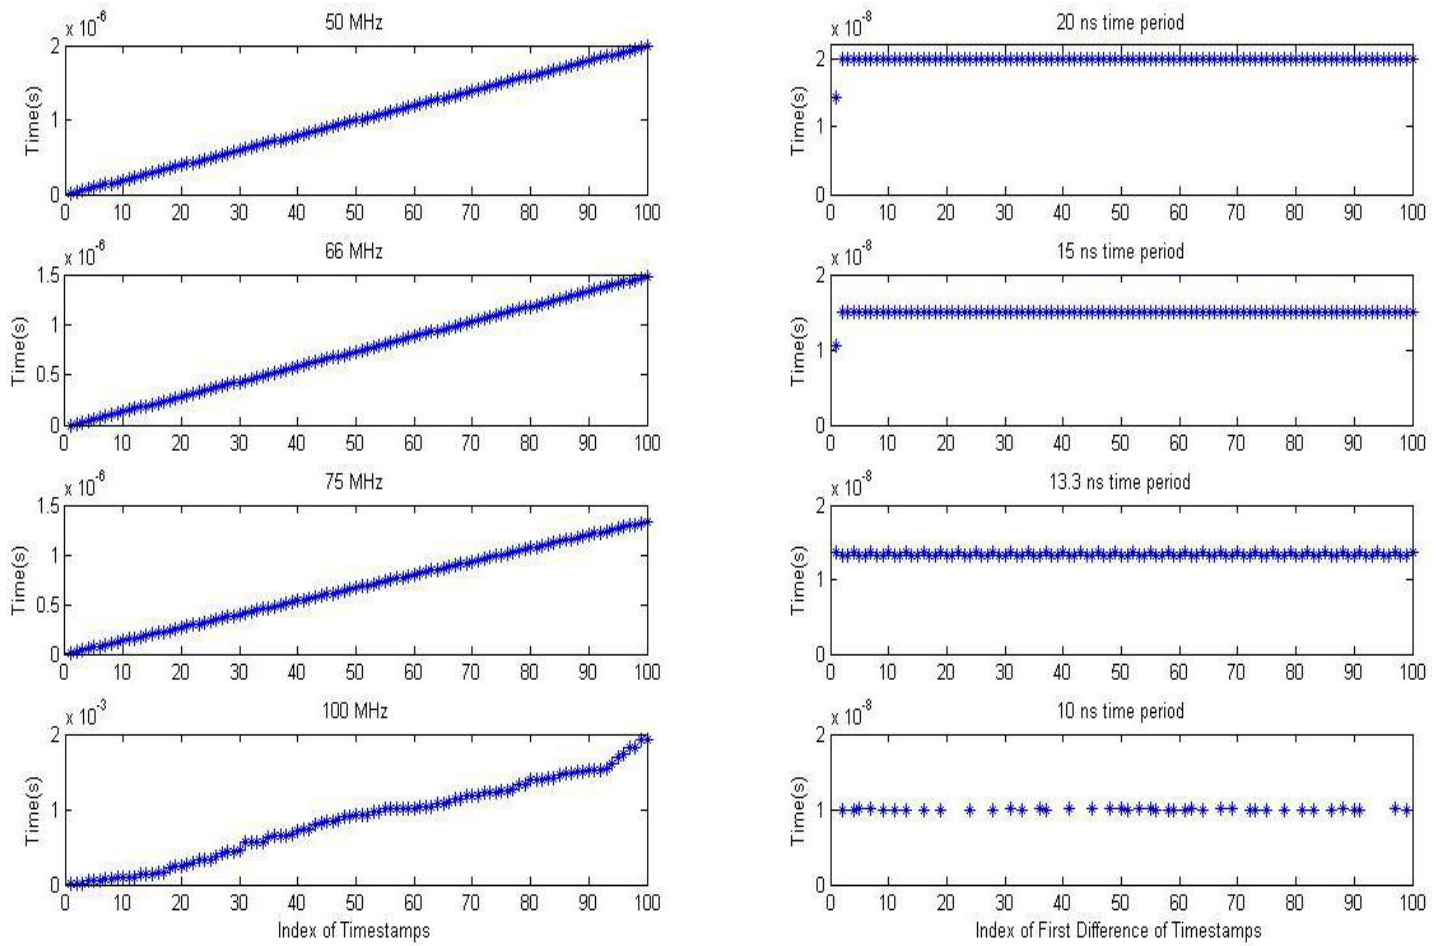 50 MHz
x 10-6
2
1
0
Time(s)
0 10 20 30 40 50 60 70 80 90 100
20 ns time period
x 10-8
2
1
0
Time(s)
0 10 20 30 40 50 60 70 80 90 100
66 MHz
x 10-6
1.5
1
0.5
0
Time(s)
0 10 20 30 40 50 60 70 80 90 100
15 ns time period
x 10-8
2
1
0
Time(s)
0 10 20 30 40 50 60 70 80 90 100
75 MHz
x 10-6
1.5
1
0.5
0
Time(s)
0 10 20 30 40 50 60 70 80 90 100
13.3 ns time period
x 10-8
2
1
0
Time(s)
0 10 20 30 40 50 60 70 80 90 100
100 MHz
x 10-3
2
1
0
Time(s)
0 10 20 30 40 50 60 70 80 90 100
Index of Timestamps
10 ns time period
x 10-8
2
1
0
Time(s)
0 10 20 30 40 50 60 70 80 90 100
Index of First Difference of Timestamps